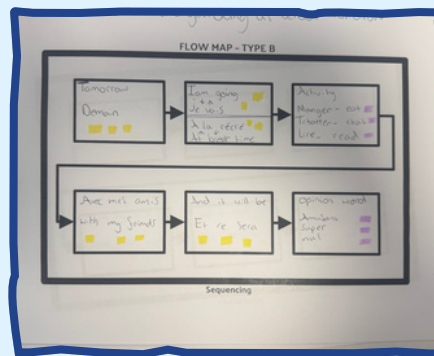 FLOW MAP - TYPE B
Tomorrow
Demain
I am going
Je vais
A la récré
At break time
Activity
Manger - eat
chat
Lire - read
Avec mes amis
with my friends
And it will be
Et ce sera
opinion word
Amusant
Super
nul
Sequencing